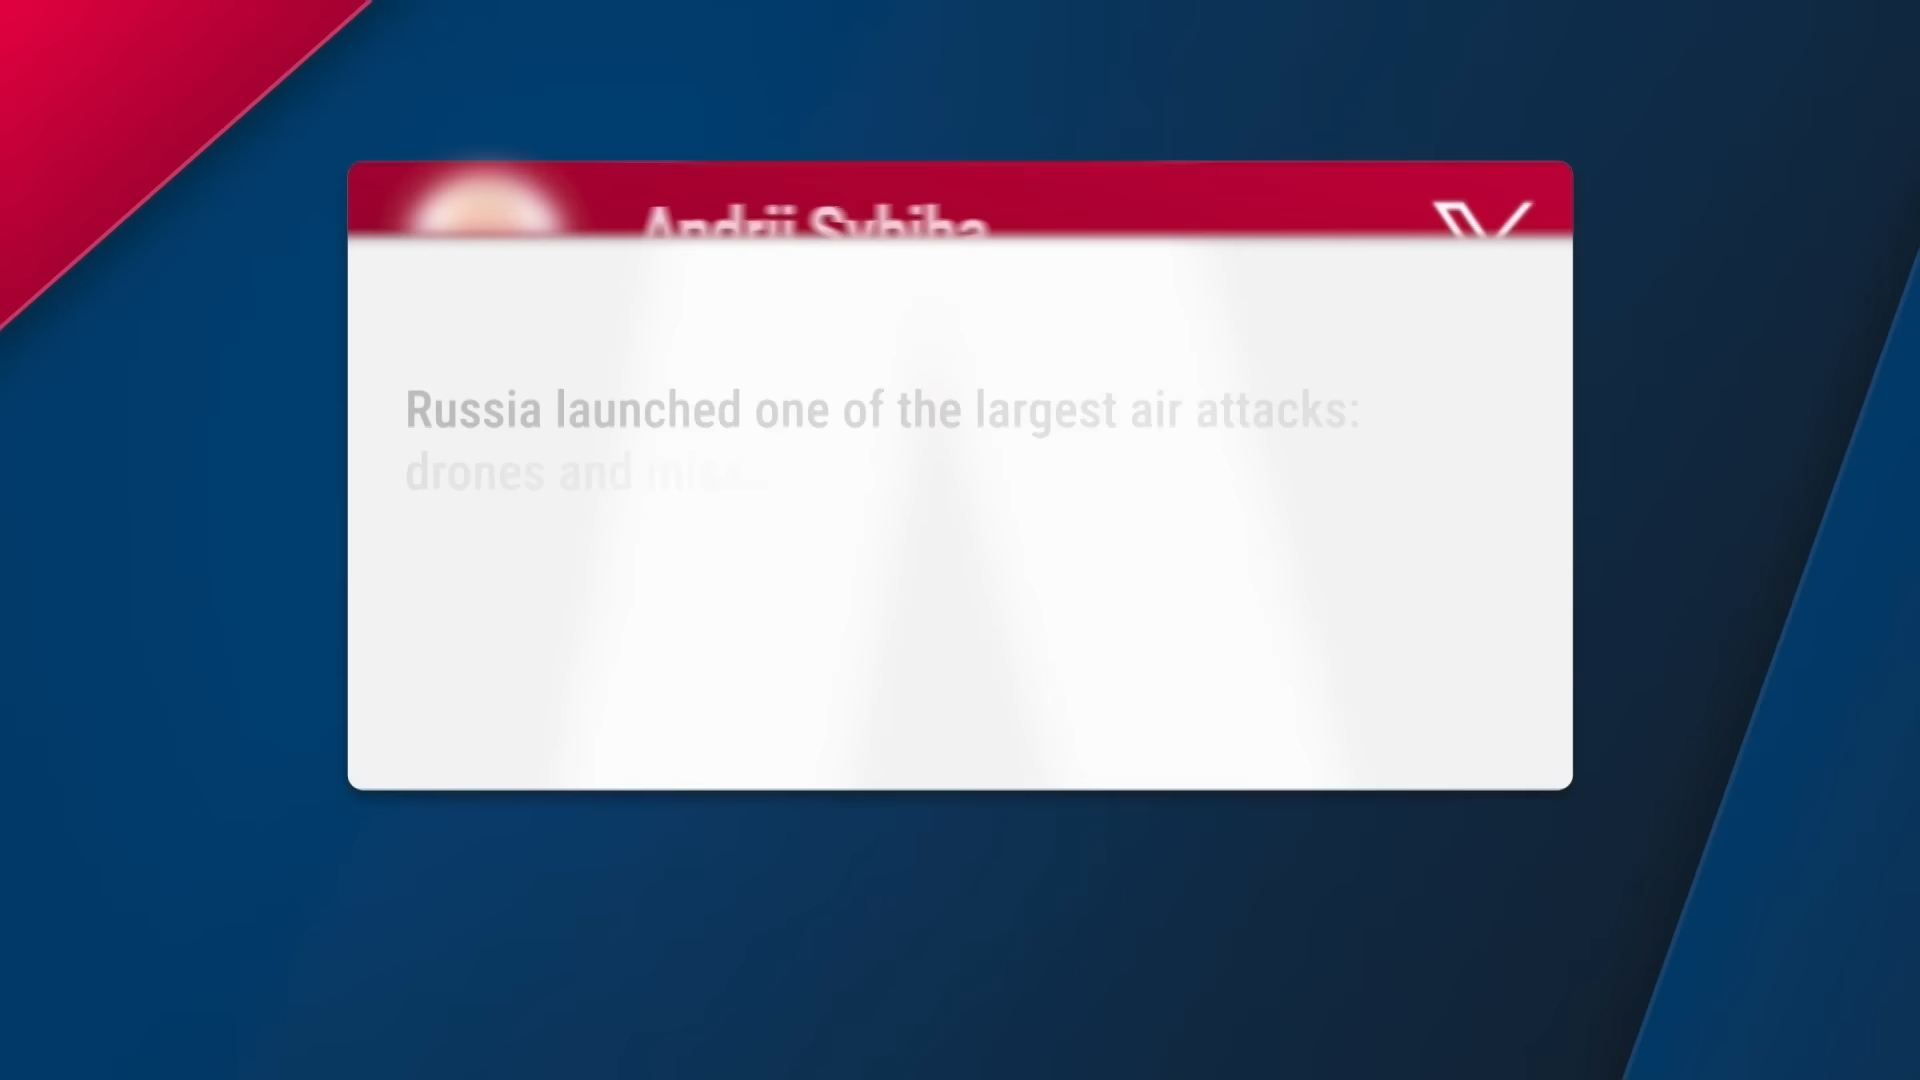 Andrii Sybiha
Russia launched one of the largest air attacks:
drones and